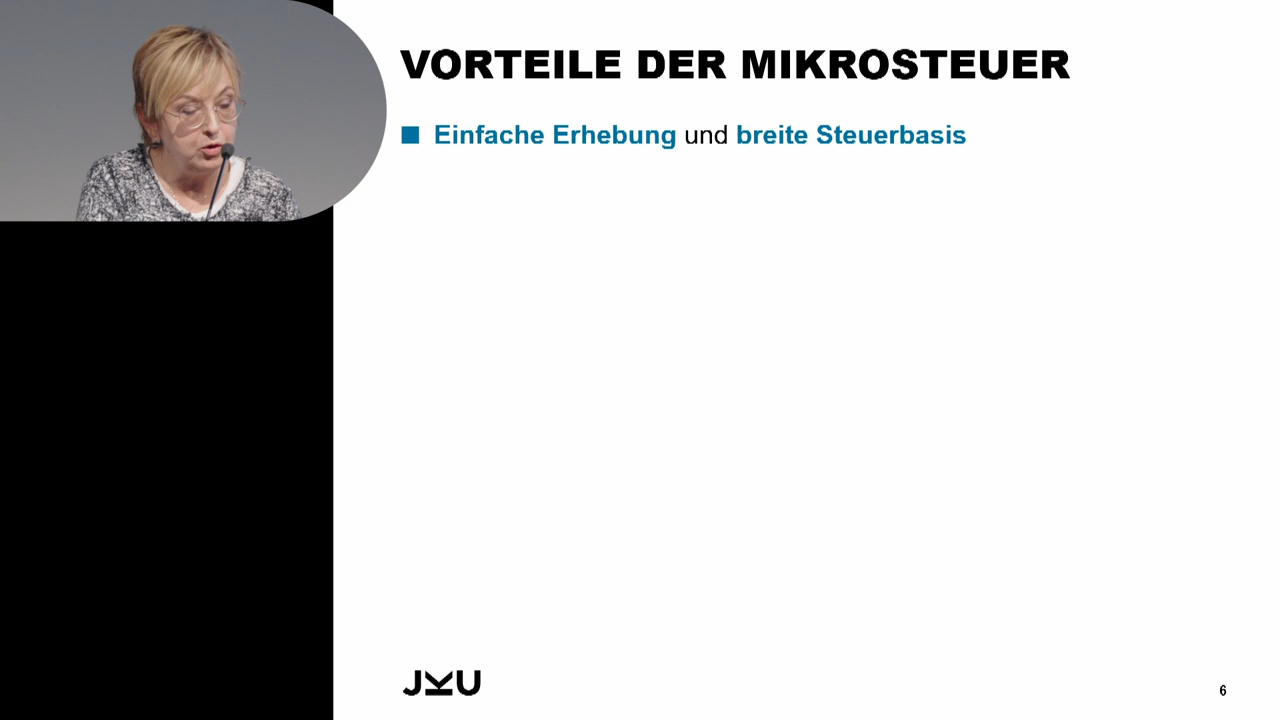 VORTEILE DER MIKROSTEUER
Einfache Erhebung und breite Steuerbasis
JKU
6